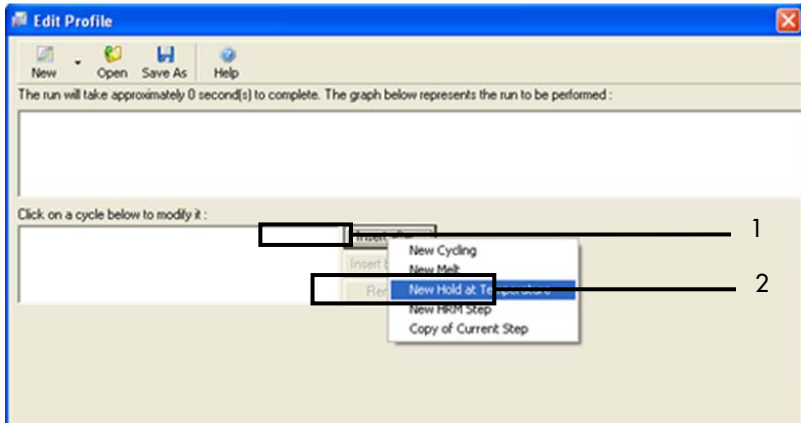 Edit Profile
New Open Save As Help
The run will take approximately 0 second(s) to complete. The graph below represents the run to be performed :
Click on a cycle below to modify it :
1
New Cycling
Insert
New Melt
2
New Hold at Temperature
New HRM Step
Copy of Current Step